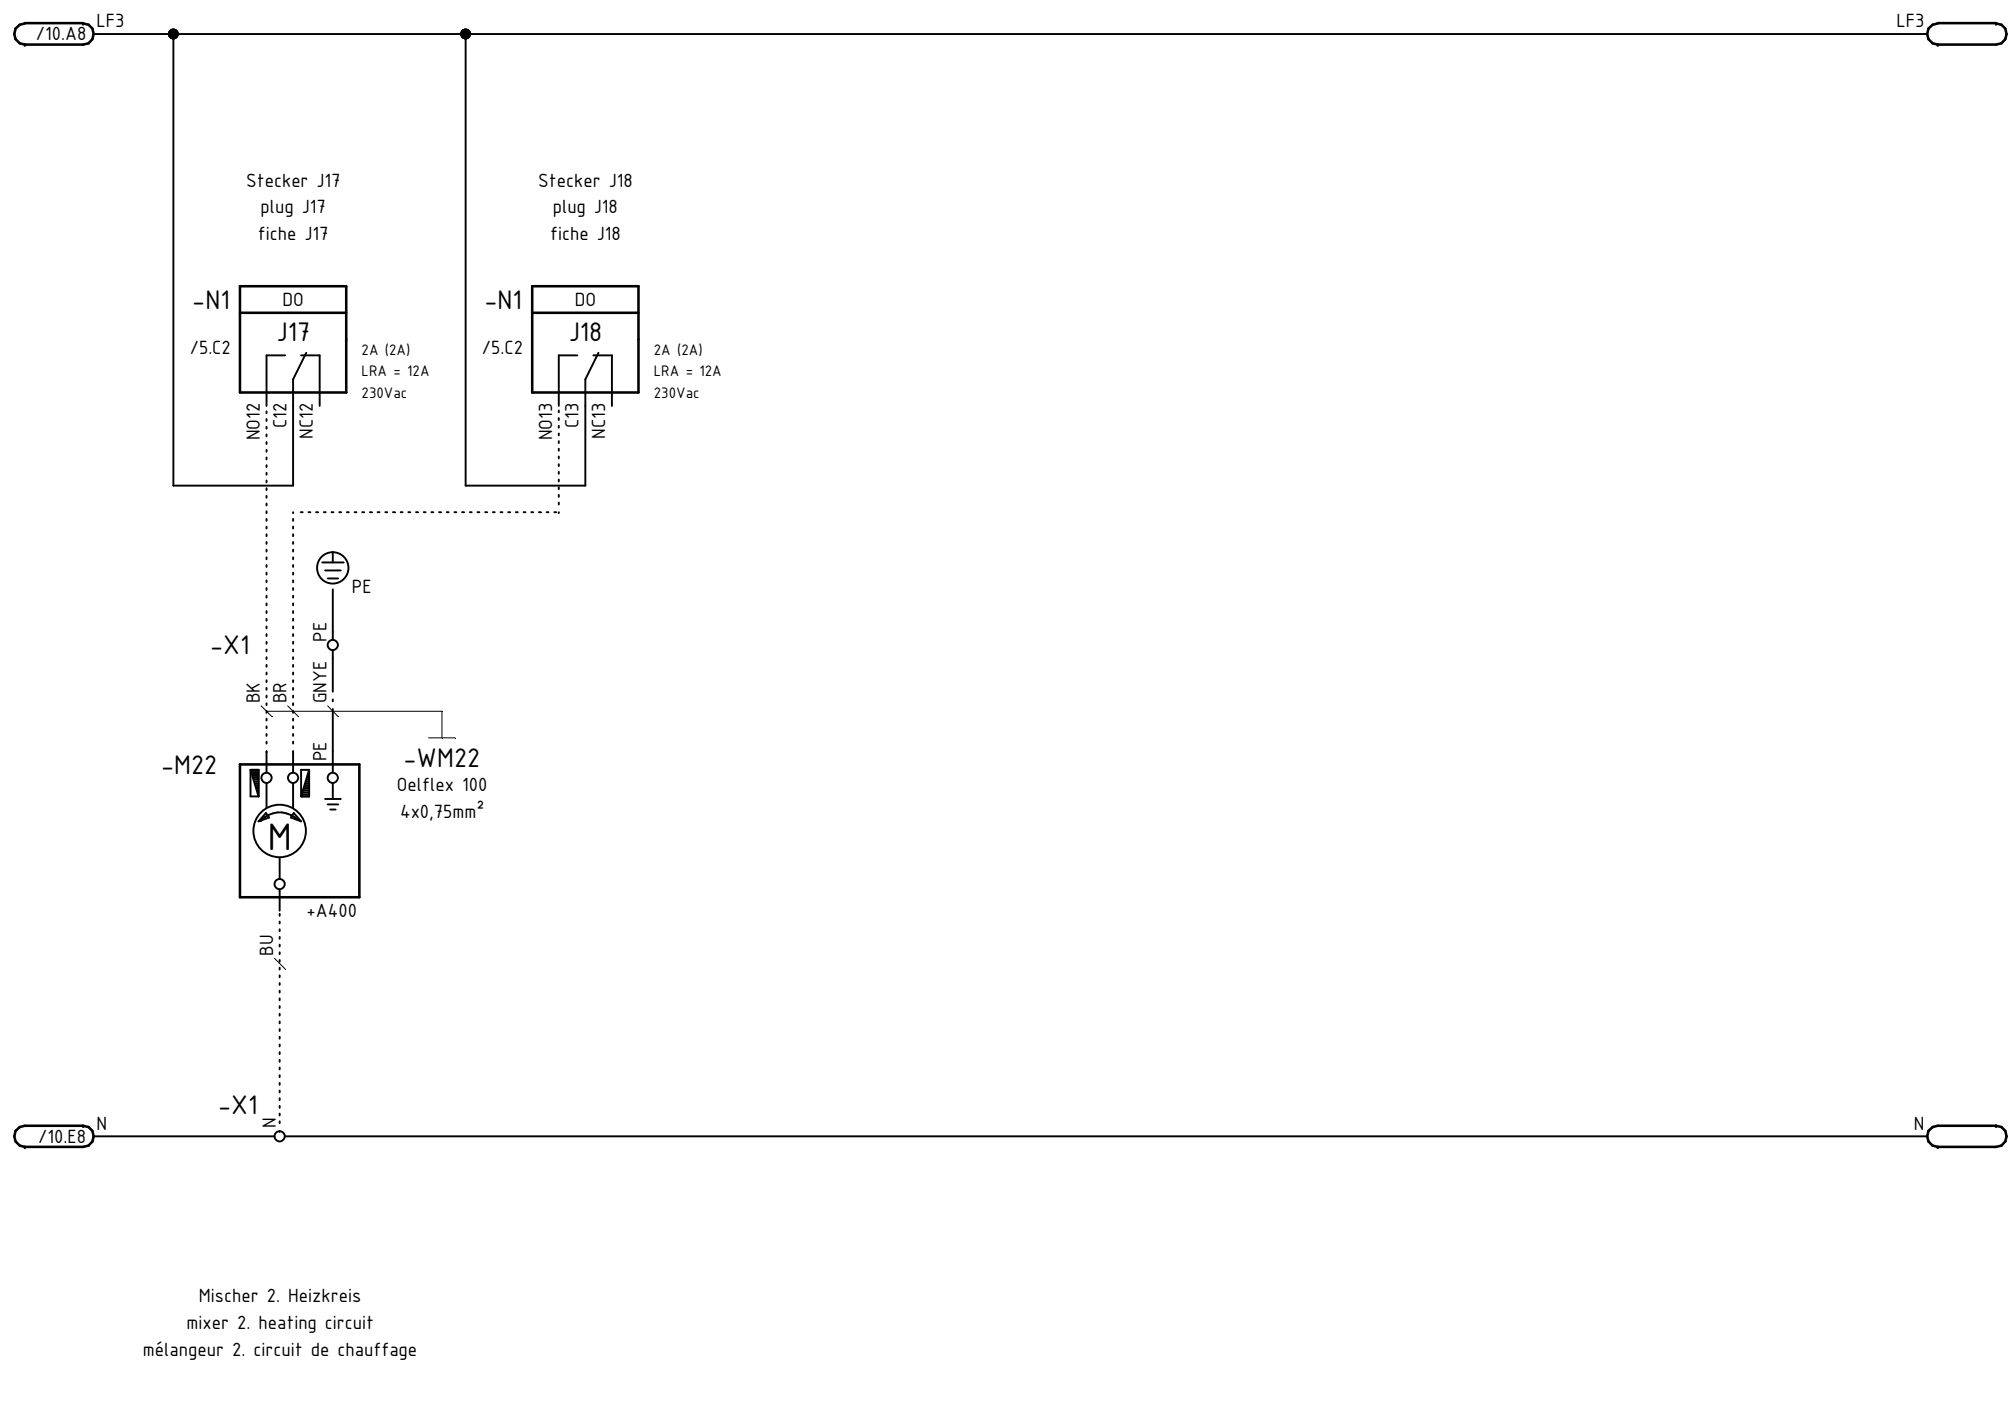 LF3
/10.A8
LF3
Stecker J17
plug J17
fiche J17
Stecker J18
plug J18
fiche J18
-N1
DO
J17
/5.C2
2A (2A)
LRA = 12A
230Vac
NO12
C12
NC12
-N1
DO
J18
/5.C2
2A (2A)
LRA = 12A
230Vac
NO13
C13
NC13
PE
-X1
PE
BK
BR
GNYE
-M22
PE
-WM22
Oelflex 100
4x0,75mm²
M
+A400
BU
-X1
N
N
/10.E8
N
Mischer 2. Heizkreis
mixer 2. heating circuit
mélangeur 2. circuit de chauffage